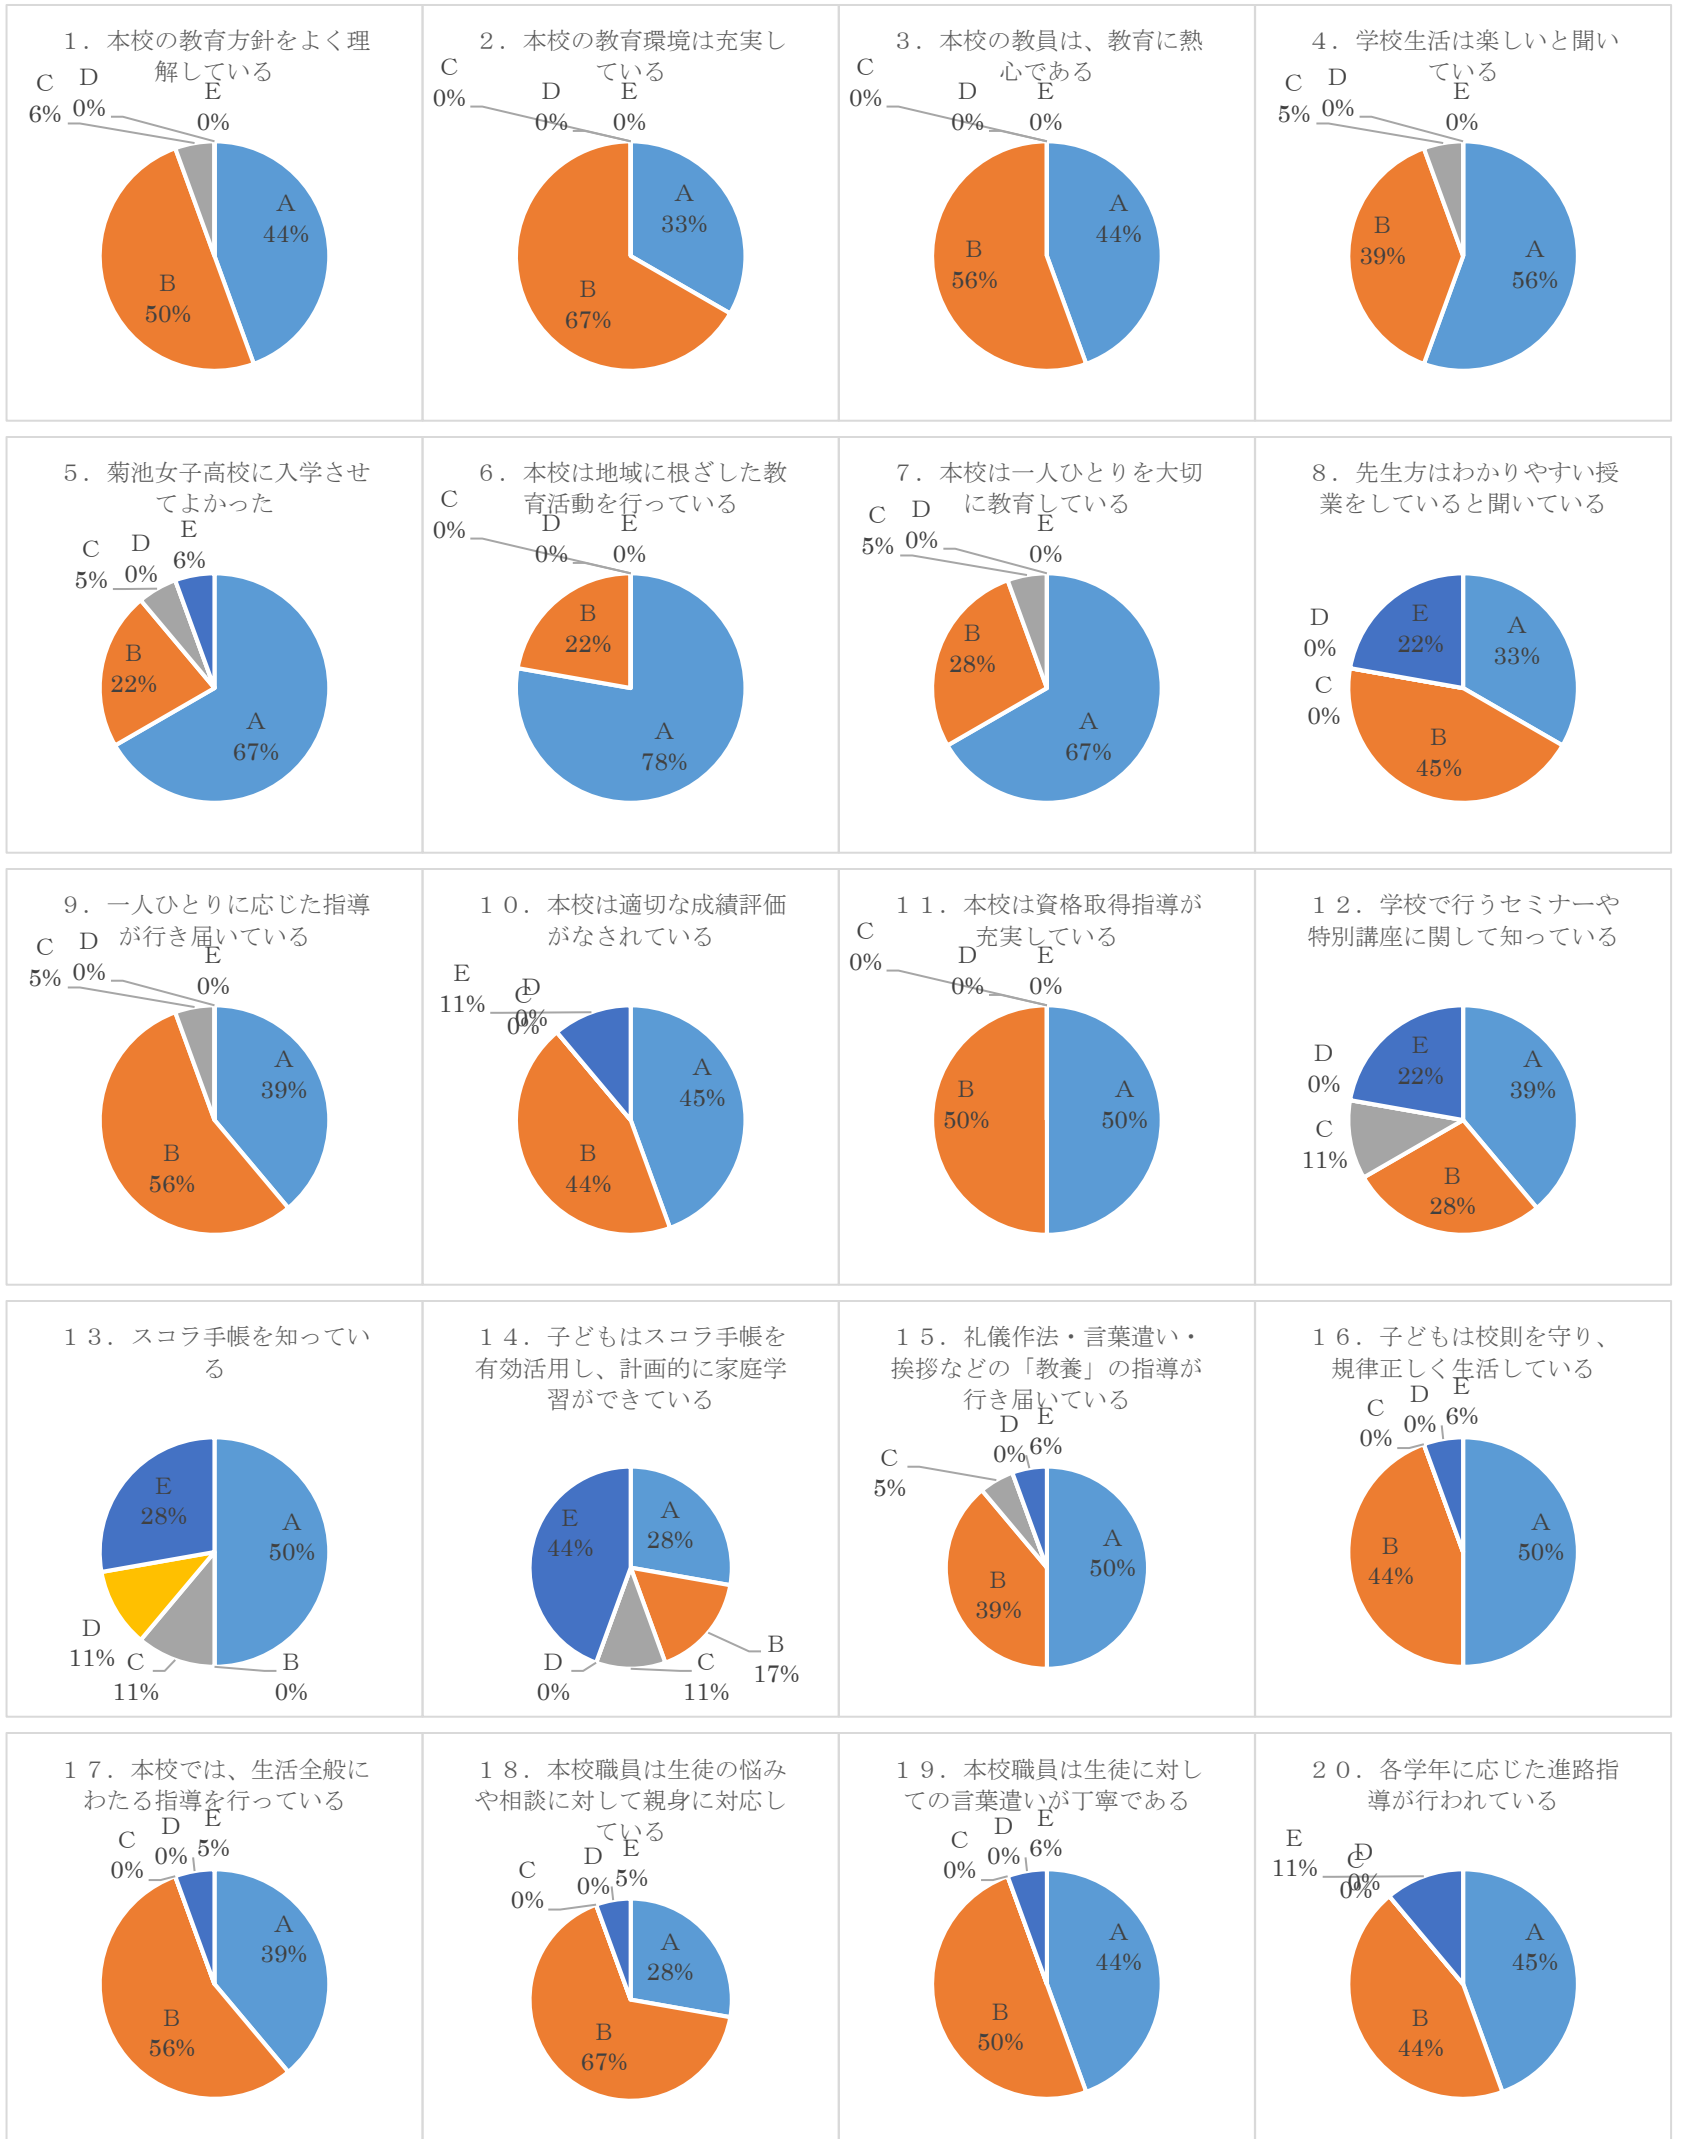 １．本校の教育方針をよく理
解している
C
6%
D
0%
E
0%
A
44%
B
50%
２．本校の教育環境は充実し
ている
C
0%
D
0%
E
0%
A
33%
B
67%
３．本校の教員は、教育に熱
心である
C
0%
D
0%
E
0%
A
44%
B
56%
４．学校生活は楽しいと聞い
ている
C
5%
D
0%
E
0%
A
56%
B
39%
５．菊池女子高校に入学させ
てよかった
C
5%
D
0%
E
6%
B
22%
A
67%
６．本校は地域に根ざした教
育活動を行っている
C
0%
D
0%
E
0%
B
22%
A
78%
７．本校は一人ひとりを大切
に教育している
C
5%
D
0%
E
0%
B
28%
A
67%
８．先生方はわかりやすい授
業をしていると聞いている
D
0%
E
22%
A
33%
C
0%
B
45%
９．一人ひとりに応じた指導
が行き届いている
C
5%
D
0%
E
0%
A
39%
B
56%
１０．本校は適切な成績評価
がなされている
E
11%
C
0%
D
0%
A
45%
B
44%
１１．本校は資格取得指導が
充実している
C
0%
D
0%
E
0%
B
50%
A
50%
１２．学校で行うセミナーや
特別講座に関して知っている
D
0%
E
22%
A
39%
C
11%
B
28%
１３．スコラ手帳を知ってい
る
E
28%
A
50%
D
11%
C
11%
B
0%
１４．子どもはスコラ手帳を
有効活用し、計画的に家庭学
習ができている
E
44%
A
28%
D
0%
C
11%
B
17%
１５．礼儀作法・言葉遣い・
挨拶などの「教養」の指導が
行き届いている
C
5%
D
0%
E
6%
A
50%
B
39%
１６．子どもは校則を守り、
規律正しく生活している
C
0%
D
0%
E
6%
A
50%
B
44%
１７．本校では、生活全般に
わたる指導を行っている
C
0%
D
0%
E
5%
A
39%
B
56%
１８．本校職員は生徒の悩み
や相談に対して親身に対応し
ている
C
0%
D
0%
E
5%
A
28%
B
67%
１９．本校職員は生徒に対し
ての言葉遣いが丁寧である
C
0%
D
0%
E
6%
A
44%
B
50%
２０．各学年に応じた進路指
導が行われている
E
11%
C
0%
D
0%
A
45%
B
44%